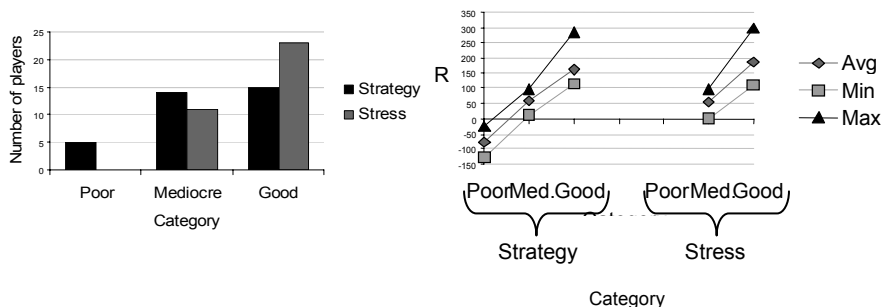 Number of players
25
20
15
10
5
0
Poor Mediocre Good
Category
Strategy
Stress
R
350
300
250
200
150
100
50
0
-50
-100
-150
PoorMed.Good PoorMed.Good
Strategy Stress
Category
Avg
Min
Max